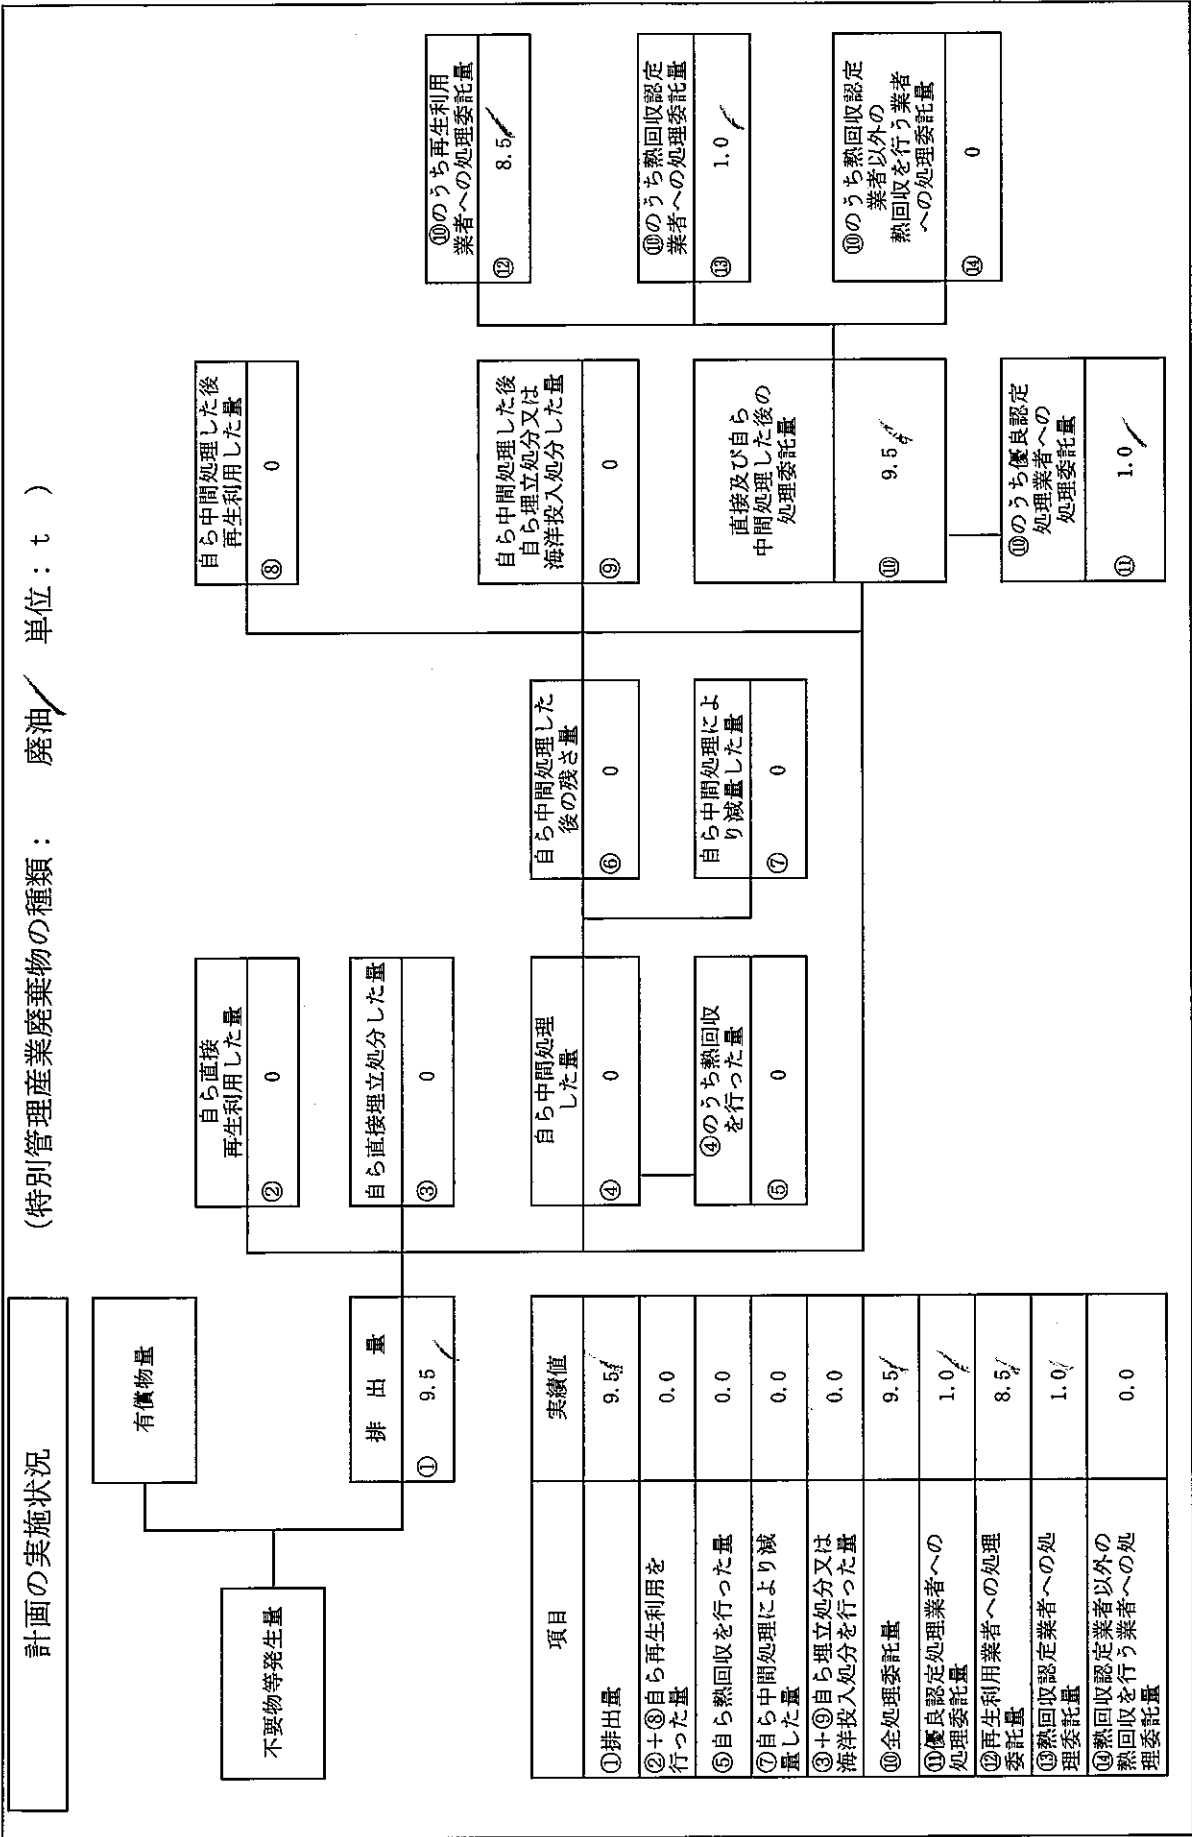 計画の実施状況
(特別管理産業廃棄物の種類： 廃油 単位：t )
有償物量
不要物等発生量
排 出 量
① 9.5
自ら直接
再生利用した量
② 0
自ら直接埋立処分した量
③ 0
自ら中間処理
した量
④ 0
④のうち熱回収
を行った量
⑤ 0
自ら中間処理した
後の残さ量
⑥ 0
自ら中間処理によ
り減量した量
⑦ 0
自ら中間処理した後
再生利用した量
⑧ 0
自ら中間処理した後
自ら埋立処分又は
海洋投入処分した量
⑨ 0
直接及び自ら
中間処理した後の
処理委託量
⑩ 9.5
⑩のうち優良認定
処理業者への
処理委託量
⑪ 1.0
⑩のうち再生利用
業者への処理委託量
⑫ 8.5
⑩のうち熱回収認定
業者への処理委託量
⑬ 1.0
⑩のうち熱回収認定
業者以外の
熱回収を行う業者
への処理委託量
⑭ 0
項目 実績値
①排出量 9.5
②+⑧自ら再生利用を
行った量 0.0
⑤自ら熱回収を行った量 0.0
⑦自ら中間処理により減
量した量 0.0
③+⑨自ら埋立処分又は
海洋投入処分を行った量 0.0
⑩全処理委託量 9.5
⑪優良認定処理業者への
処理委託量 1.0
⑫再生利用業者への処理
委託量 8.5
⑬熱回収認定業者への処
理委託量 1.0
⑭熱回収認定業者以外の
熱回収を行う業者への処
理委託量 0.0